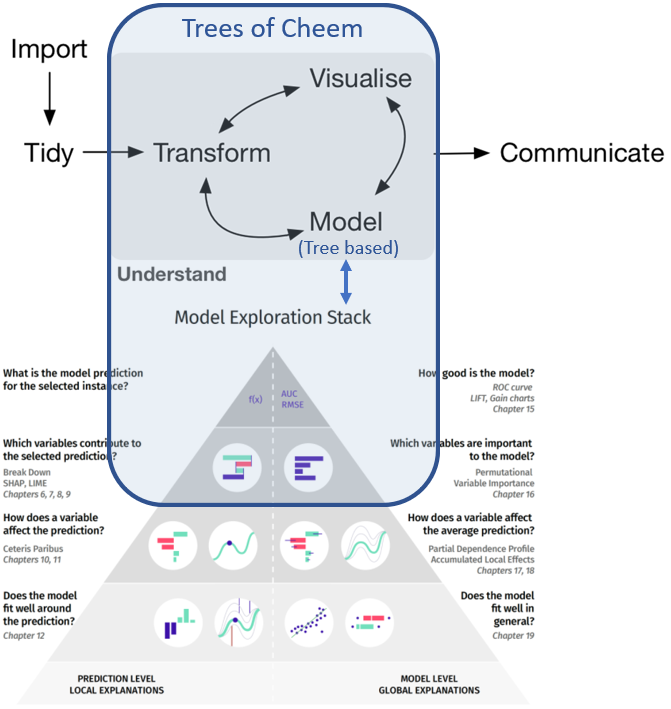 Trees of Cheem
Import
Visualise
Tidy
Transform
Communicate
Model
(Tree based)
Understand
Model Exploration Stack
What is the model prediction
for the selected instance?
f(x)
AUC
RMSE
How good is the model?
ROC curve
LIFT, Gain charts
Chapter 15
Which variables contribute to
the selected prediction?
Break Down
SHAP, LIME
Chapters 6, 7, 8, 9
Which variables are important
to the model?
Permutational
Variable Importance
Chapter 16
How does a variable
affect the prediction?
Ceteris Paribus
Chapters 10, 11
How does a variable affect
the average prediction?
Partial Dependence Profile
Accumulated Local Effects
Chapters 17, 18
Does the model
fit well around
the prediction?
Chapter 12
Does the model
fit well in
general?
Chapter 19
PREDICTION LEVEL
LOCAL EXPLANATIONS
MODEL LEVEL
GLOBAL EXPLANATIONS